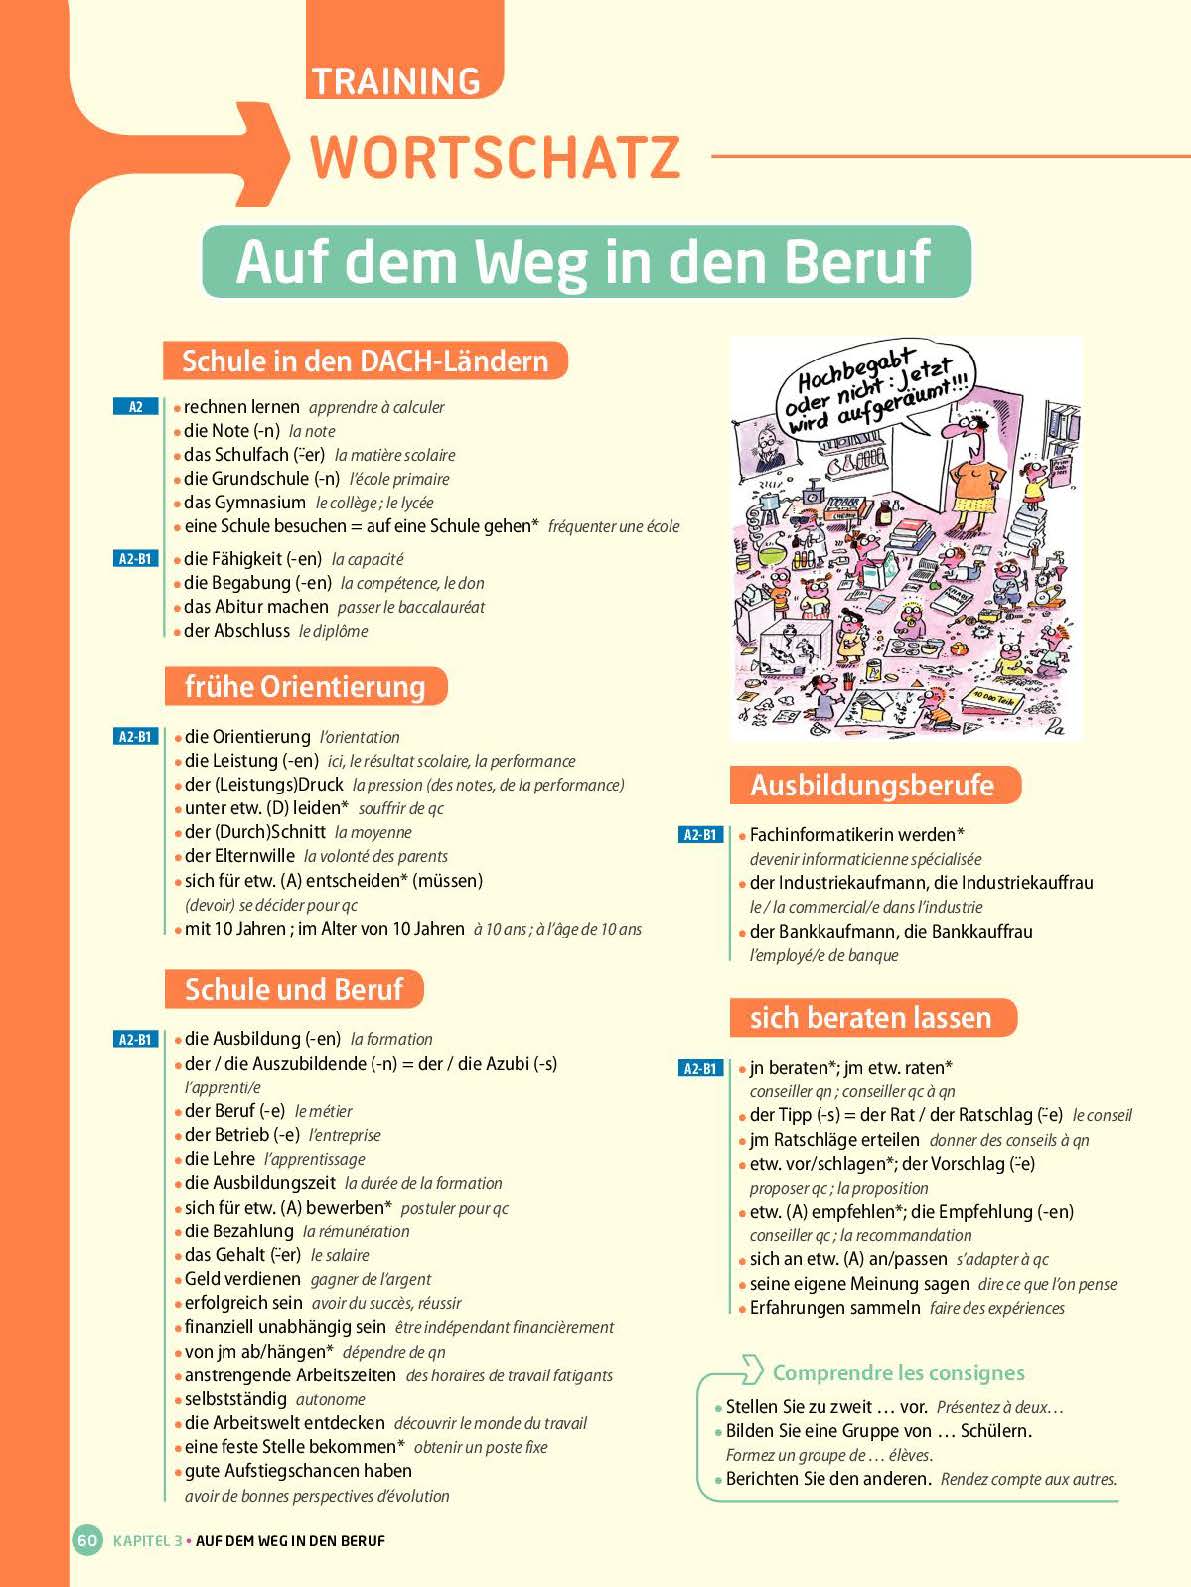 TRAINING
WORTSCHATZ
Auf dem Weg in den Beruf
Schule in den DACH-Ländern
A2
• rechnen lernen apprendre à calculer
• die Note (-n) la note
• das Schulfach (¨-er) la matière scolaire
• die Grundschule (-n) l'école primaire
• das Gymnasium le collège ; le lycée
• eine Schule besuchen = auf eine Schule gehen* fréquenter une école
A2-B1
• die Fähigkeit (-en) la capacité
• die Begabung (-en) la compétence, le don
• das Abitur machen passer le baccalauréat
• der Abschluss le diplôme
frühe Orientierung
A2-B1
• die Orientierung l'orientation
• die Leistung (-en) ici, le résultat scolaire, la performance
• der (Leistungs)Druck la pression (des notes, de la performance)
• unter etw. (D) leiden* souffrir de qc
• der (Durch)Schnitt la moyenne
• der Elternwille la volonté des parents
• sich für etw. (A) entscheiden* (müssen)
(devoir) se décider pour qc
• mit 10 Jahren ; im Alter von 10 Jahren à 10 ans ; à l'âge de 10 ans
Schule und Beruf
A2-B1
• die Ausbildung (-en) la formation
• der / die Auszubildende (-n) = der / die Azubi (-s)
l'apprenti/e
• der Beruf (-e) le métier
• der Betrieb (-e) l'entreprise
• die Lehre l'apprentissage
• die Ausbildungszeit la durée de la formation
• sich für etw. (A) bewerben* postuler pour qc
• die Bezahlung la rémunération
• das Gehalt (¨-er) le salaire
• Geld verdienen gagner de l'argent
• erfolgreich sein avoir du succès, réussir
• finanziell unabhängig sein être indépendant financièrement
• von jm ab/hängen* dépendre de qn
• anstrengende Arbeitszeiten des horaires de travail fatigants
• selbstständig autonome
• die Arbeitswelt entdecken découvrir le monde du travail
• eine feste Stelle bekommen* obtenir un poste fixe
• gute Aufstiegschancen haben
avoir de bonnes perspectives d'évolution
Hochbegabt
oder nicht : Jetzt
wird aufgeräumt!!!
10 000 Teile
Ra
Ausbildungsberufe
A2-B1
• Fachinformatikerin werden*
devenir informaticienne spécialisée
• der Industriekaufmann, die Industriekauffrau
le / la commercial/e dans l'industrie
• der Bankkaufmann, die Bankkauffrau
l'employé/e de banque
sich beraten lassen
A2-B1
• jn beraten*; jm etw. raten*
conseiller qn ; conseiller qc à qn
• der Tipp (-s) = der Rat / der Ratschlag (¨-e) le conseil
• jm Ratschläge erteilen donner des conseils à qn
• etw. vor/schlagen*; der Vorschlag (¨-e)
proposer qc ; la proposition
• etw. (A) empfehlen*; die Empfehlung (-en)
conseiller qc ; la recommandation
• sich an etw. (A) an/passen s'adapter à qc
• seine eigene Meinung sagen dire ce que l'on pense
• Erfahrungen sammeln faire des expériences
Comprendre les consignes
• Stellen Sie zu zweit … vor. Présentez à deux…
• Bilden Sie eine Gruppe von … Schülern.
Formez un groupe de … élèves.
• Berichten Sie den anderen. Rendez compte aux autres.
60 KAPITEL 3 • AUF DEM WEG IN DEN BERUF